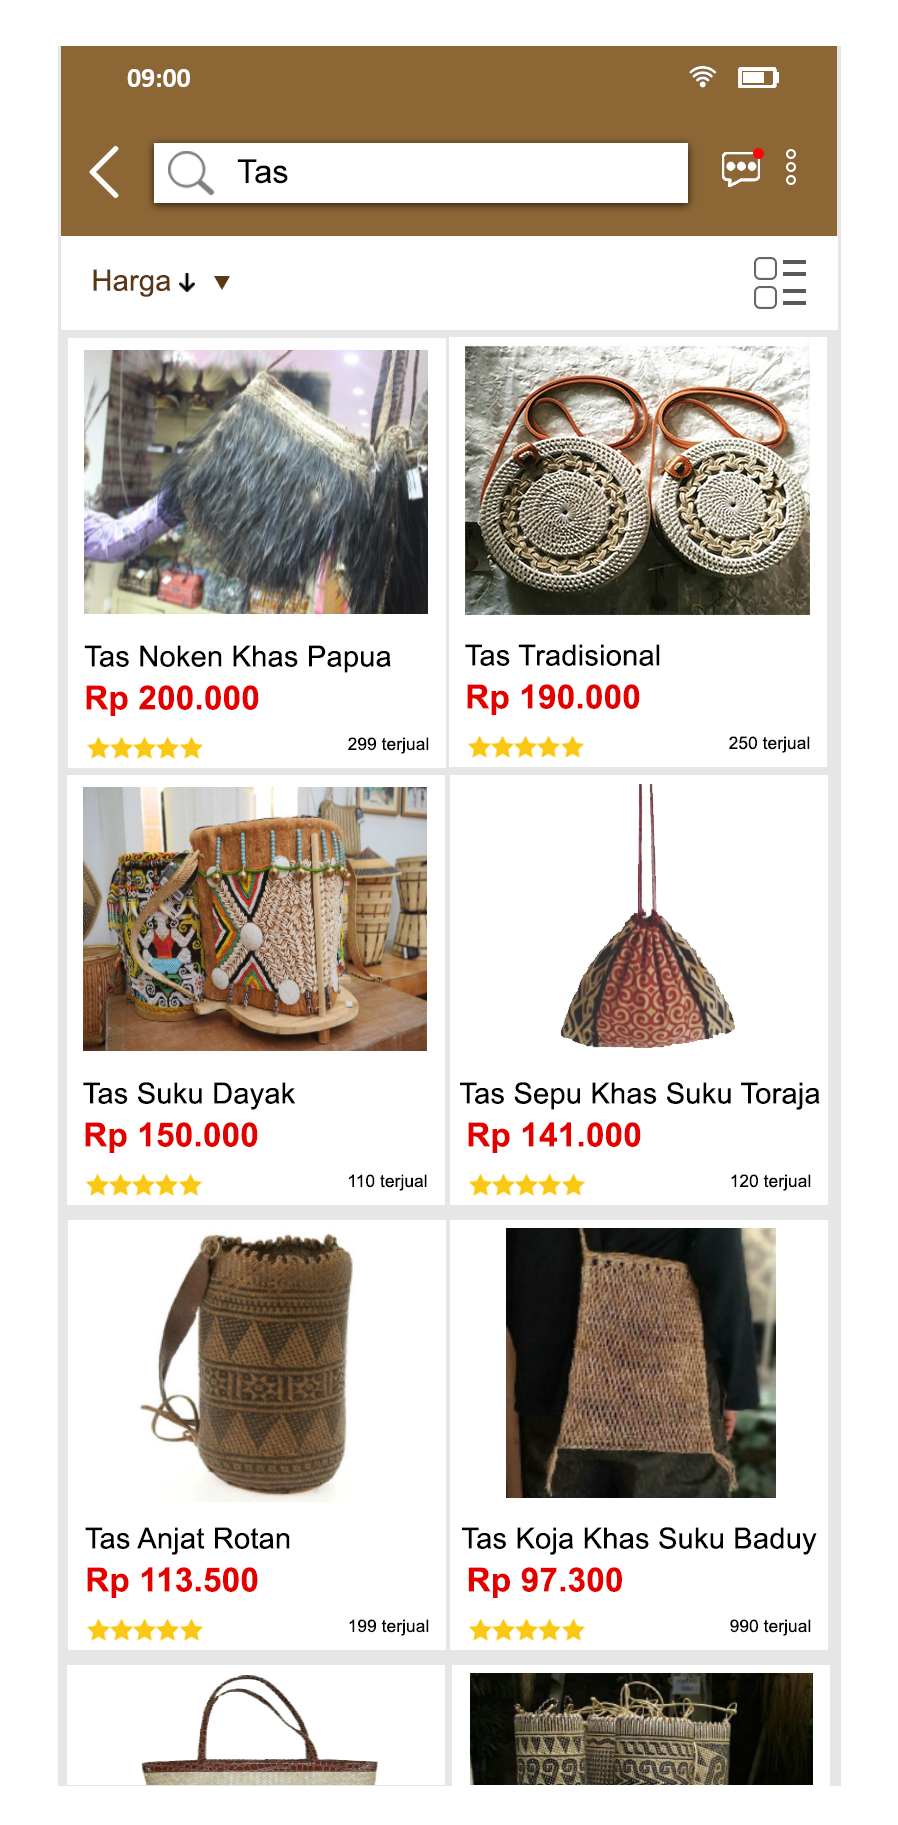 09:00
Tas
Harga
Tas Noken Khas Papua
Rp 200.000
299 terjual
Tas Tradisional
Rp 190.000
250 terjual
Tas Suku Dayak
Rp 150.000
110 terjual
Tas Sepu Khas Suku Toraja
Rp 141.000
120 terjual
Tas Anjat Rotan
Rp 113.500
199 terjual
Tas Koja Khas Suku Baduy
Rp 97.300
990 terjual